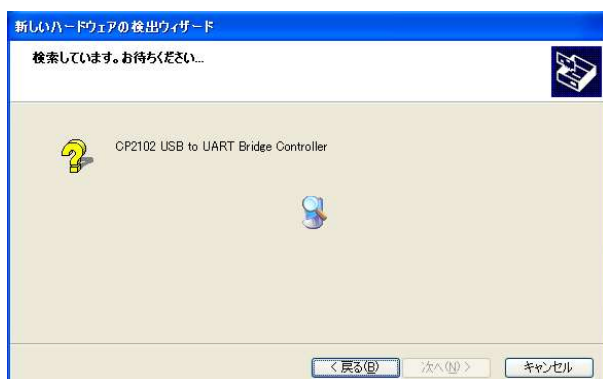 新しいハードウェアの検出ウィザード
検索しています。お待ちください...
CP2102 USB to UART Bridge Controller
< 戻る(B)
次へ(N) >
キャンセル